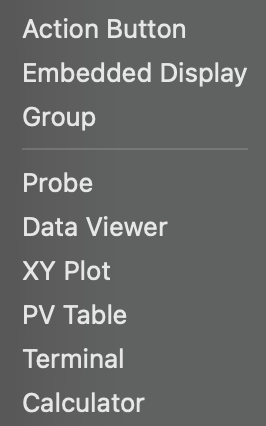 Action Button
Embedded Display
Group
Probe
Data Viewer
XY Plot
PV Table
Terminal
Calculator